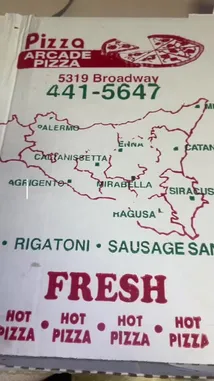 Pizza
ARCADE
PIZZA
5319 Broadway
441-5647
PALERMO
ENNA
CATAN
CALTANISSETTA
AGRIGENTO
MIRABELLA
SIRACUS
RAGUSA
• RIGATONI • SAUSAGE SAN
FRESH
HOT PIZZA • HOT PIZZA • HOT PIZZA • HOT PIZZA